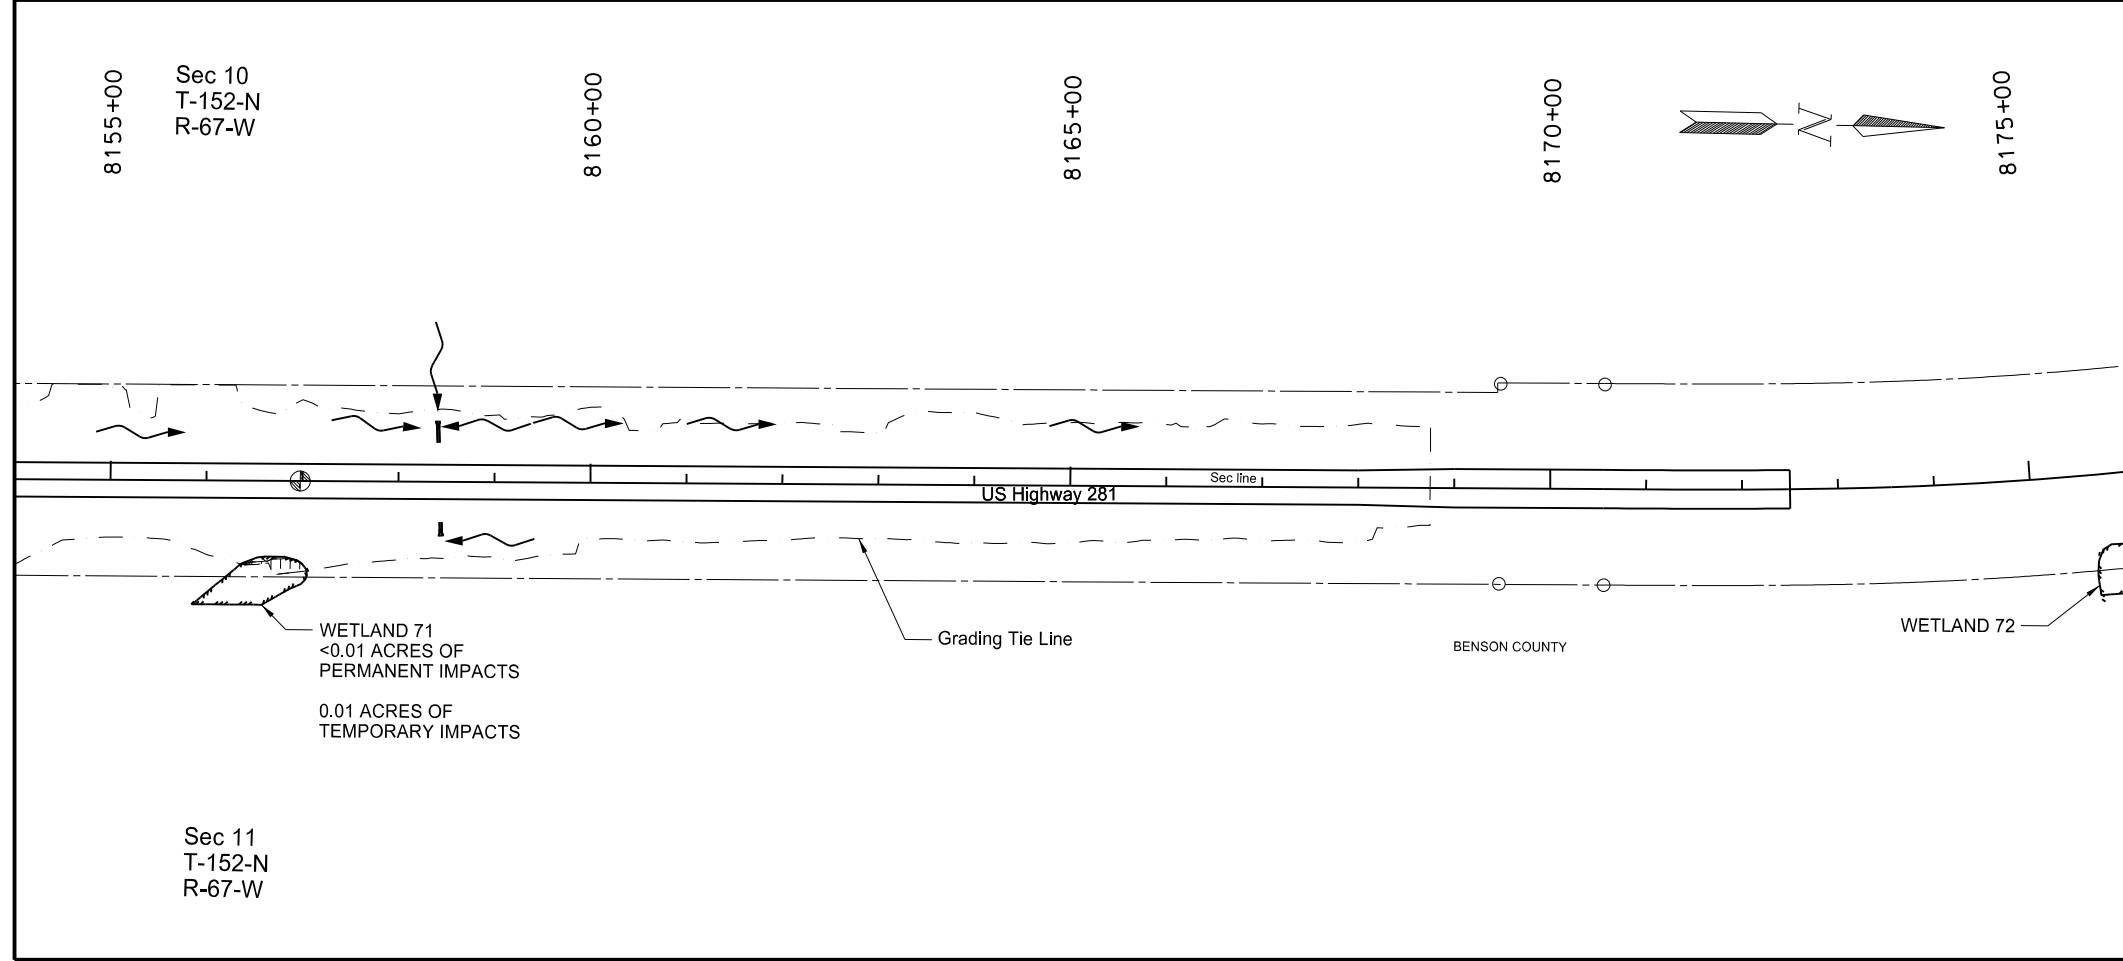 8155+00
Sec 10
T-152-N
R-67-W
8160+00
8165+00
8170+00
N
8175+00
Sec line
US Highway 281
WETLAND 71
<0.01 ACRES OF
PERMANENT IMPACTS
0.01 ACRES OF
TEMPORARY IMPACTS
Grading Tie Line
BENSON COUNTY
WETLAND 72
Sec 11
T-152-N
R-67-W